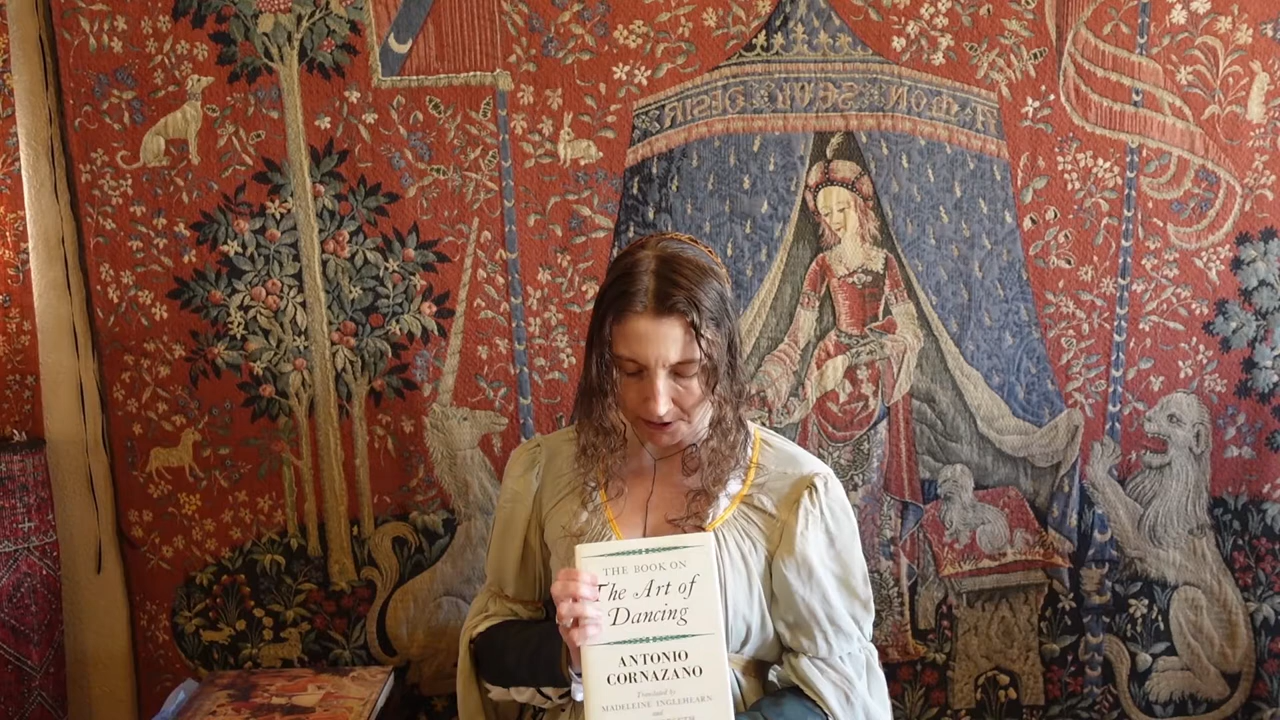 THE BOOK ON
The Art of
Dancing
ANTONIO
CORNAZANO
Translated by
MADELEINE INGLEHEARN
and